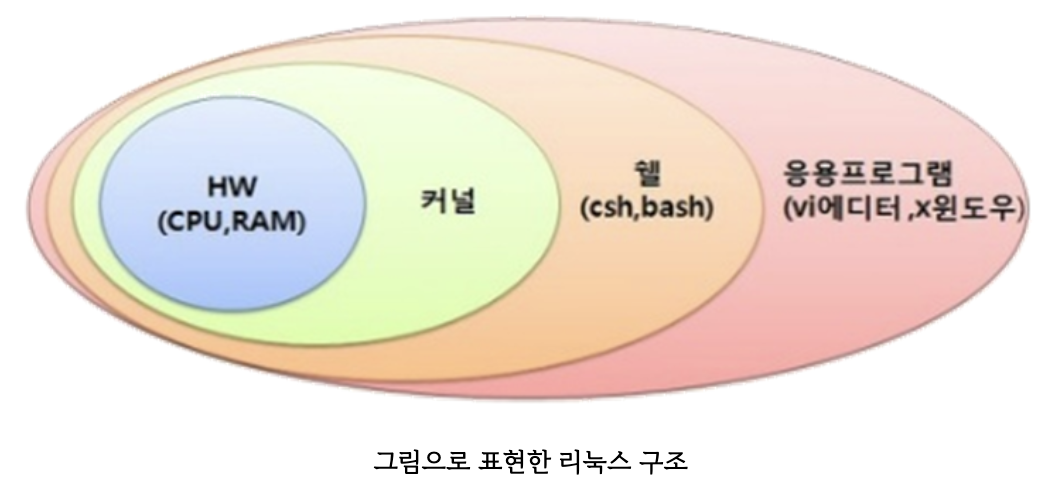 HW
(CPU,RAM)
커널
쉘
(csh,bash)
응용프로그램
(vi에디터,x윈도우)
그림으로 표현한 리눅스 구조